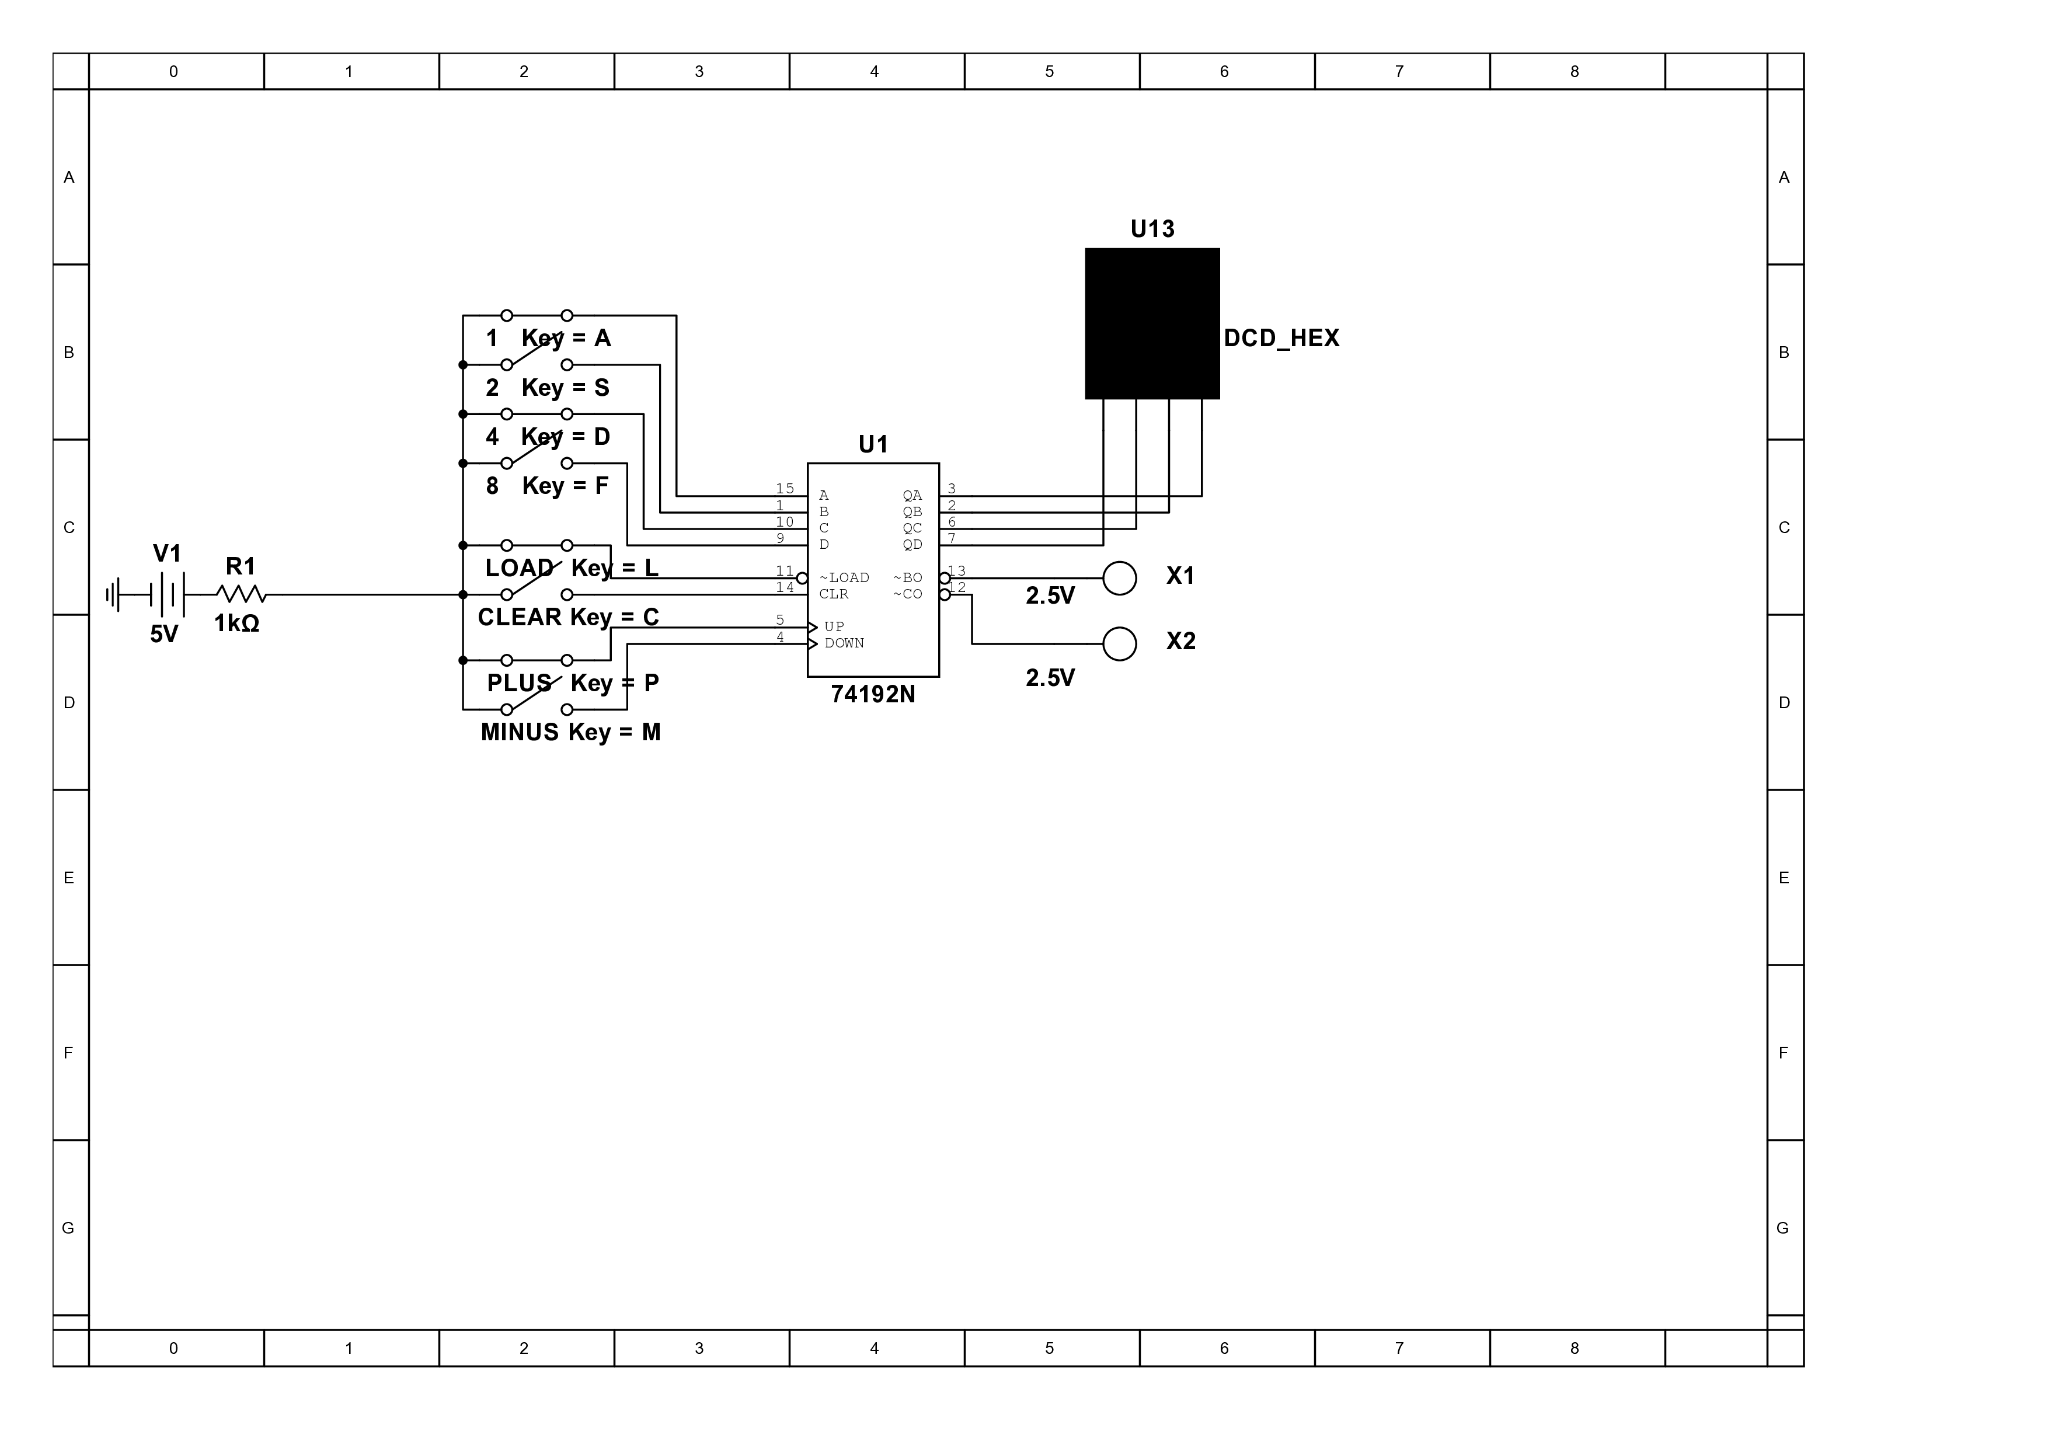 0 1 2 3 4 5 6 7 8
A A
U13
1 Key = A
DCD_HEX
B B
2 Key = S
4 Key = D
U1
8 Key = F
15 A QA 3
1 B QB 2
10 C QC 6
9 D QD 7
C C
V1 R1
LOAD Key = L
11 ~LOAD ~BO 13
X1
14 CLR ~CO 12
2.5V
5V 1kΩ
CLEAR Key = C
5 UP
4 DOWN
X2
PLUS Key = P
2.5V
74192N
D D
MINUS Key = M
E E
F F
G G
0 1 2 3 4 5 6 7 8